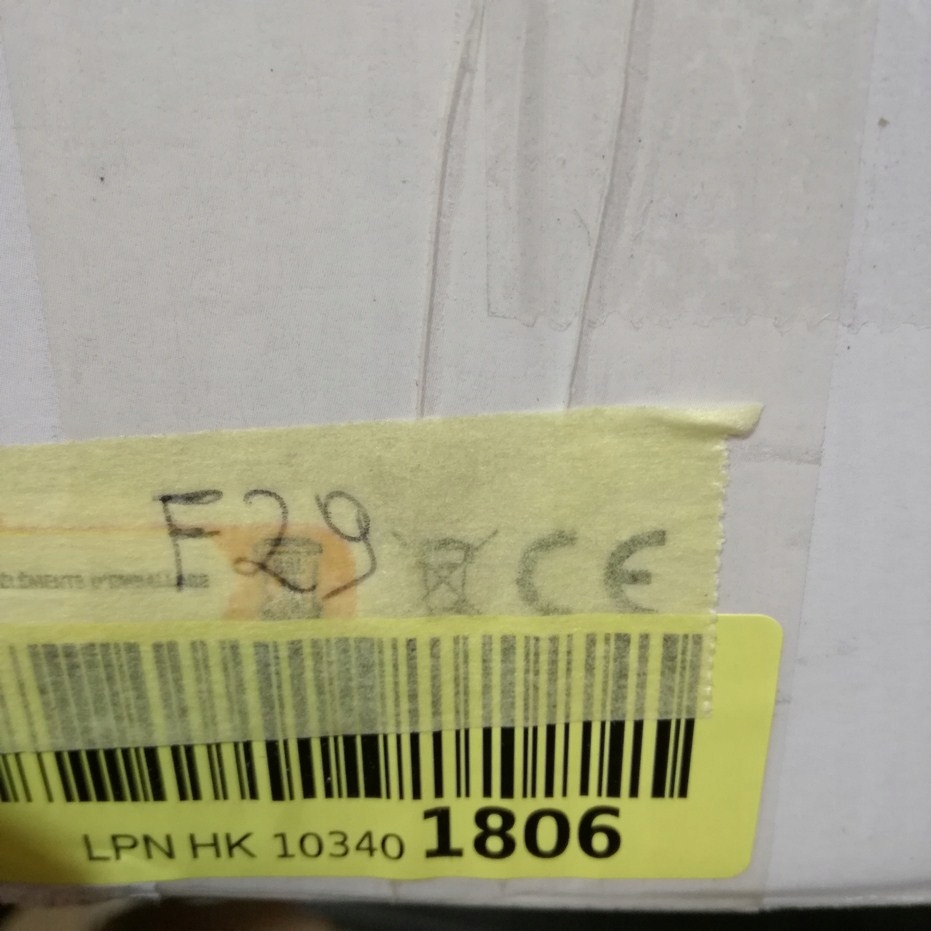 F29
CE
ÉLÉMENTS D'EMBALLAGE
LPN HK 10340 1806